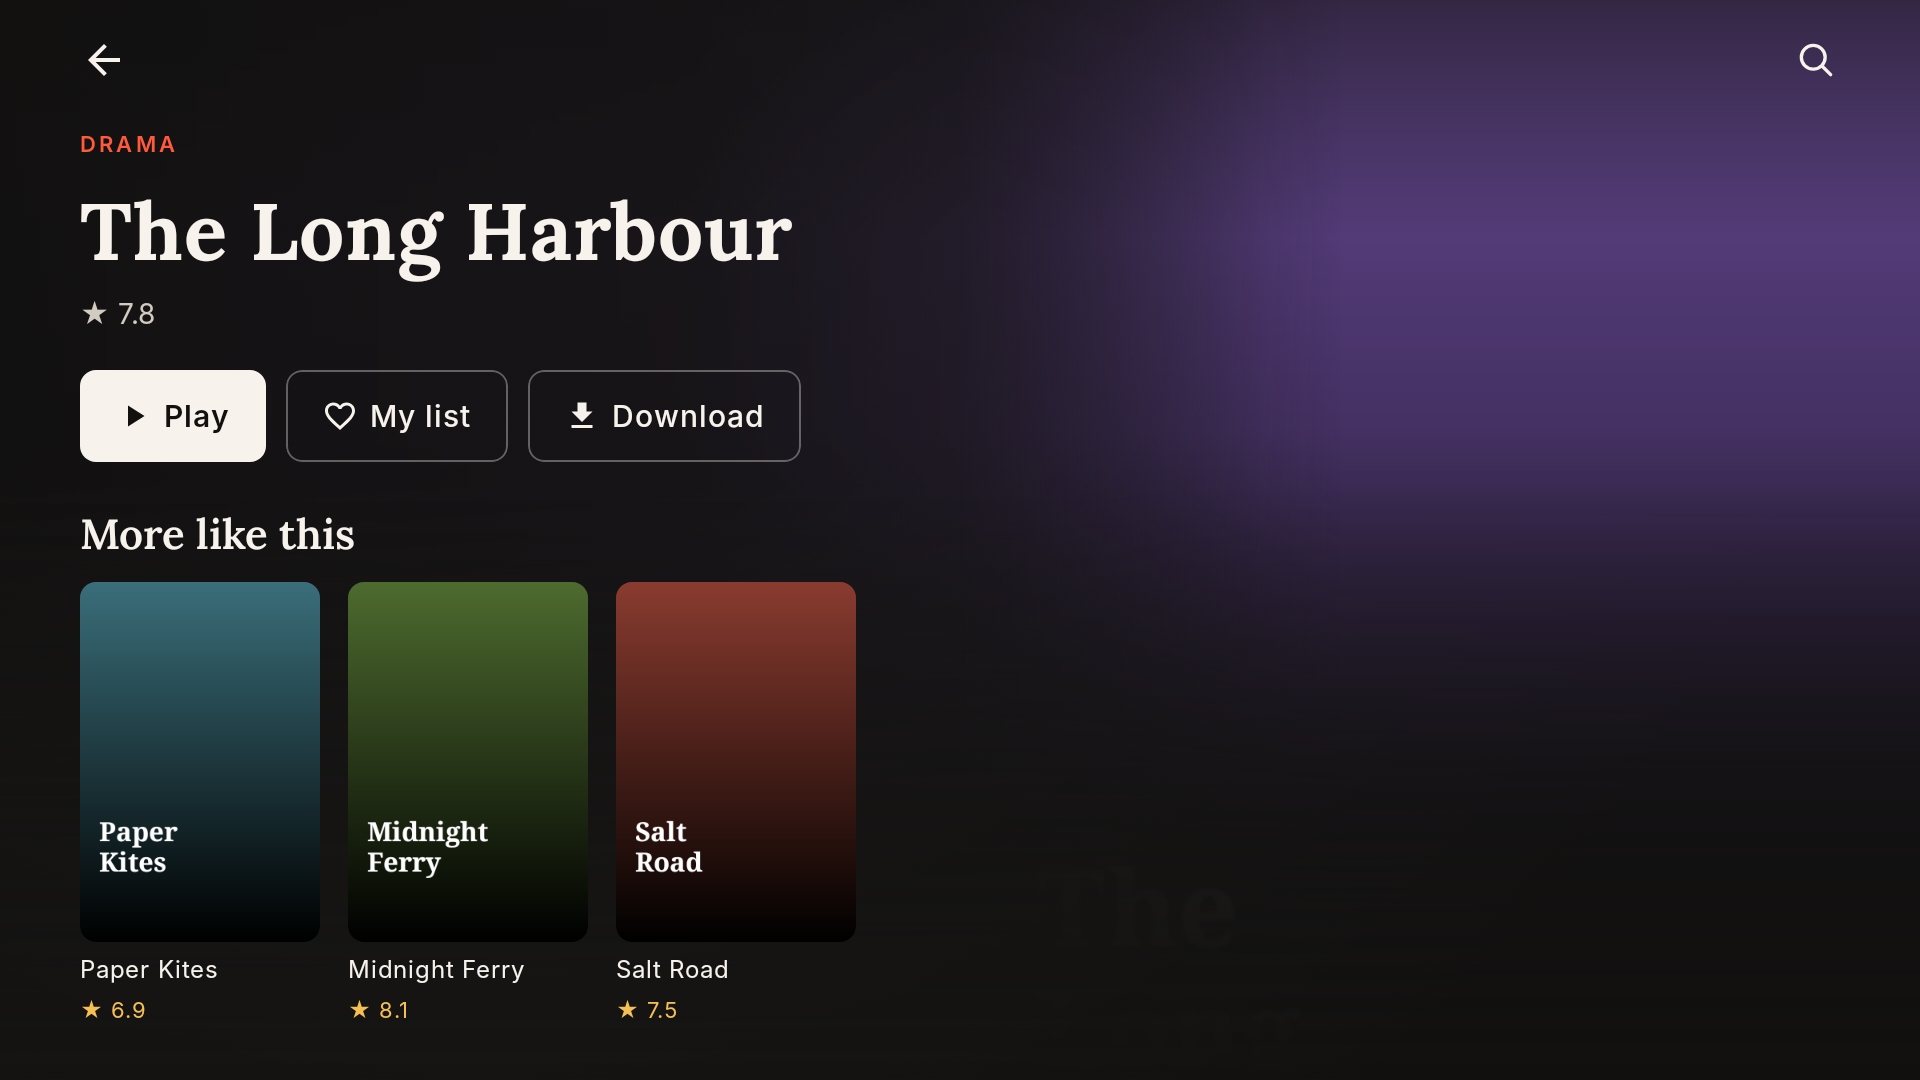 DRAMA
The Long Harbour
★ 7.8
Play
My list
Download
More like this
Paper
Kites
Midnight
Ferry
Salt
Road
Paper Kites
Midnight Ferry
Salt Road
★ 6.9
★ 8.1
★ 7.5
The